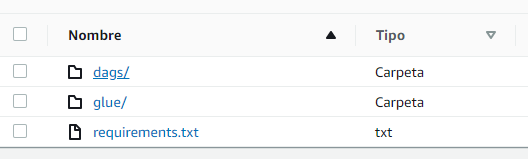 Nombre Tipo
dags/ Carpeta
glue/ Carpeta
requirements.txt txt